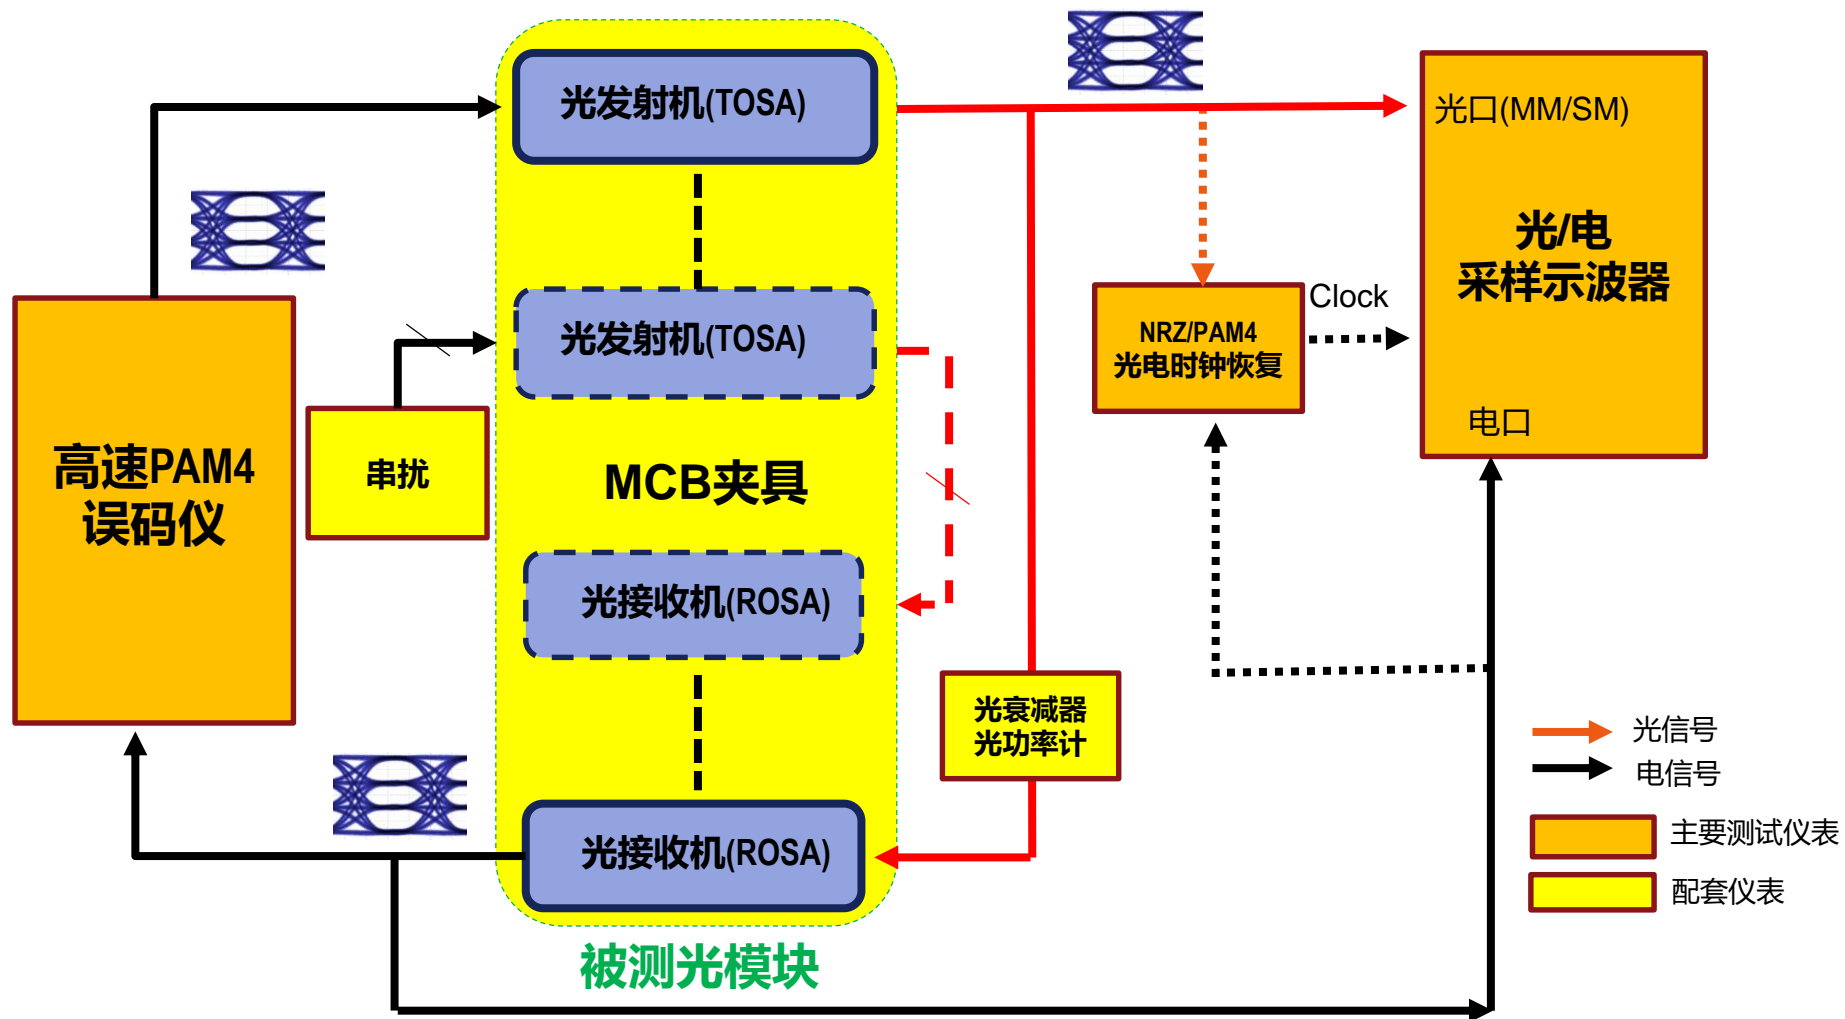 光发射机(TOSA)
光口(MM/SM)
光/电
采样示波器
光发射机(TOSA)
Clock
NRZ/PAM4
光电时钟恢复
电口
高速PAM4
误码仪
串扰
MCB夹具
光接收机(ROSA)
光衰减器
光功率计
光信号
电信号
光接收机(ROSA)
主要测试仪表
配套仪表
被测光模块